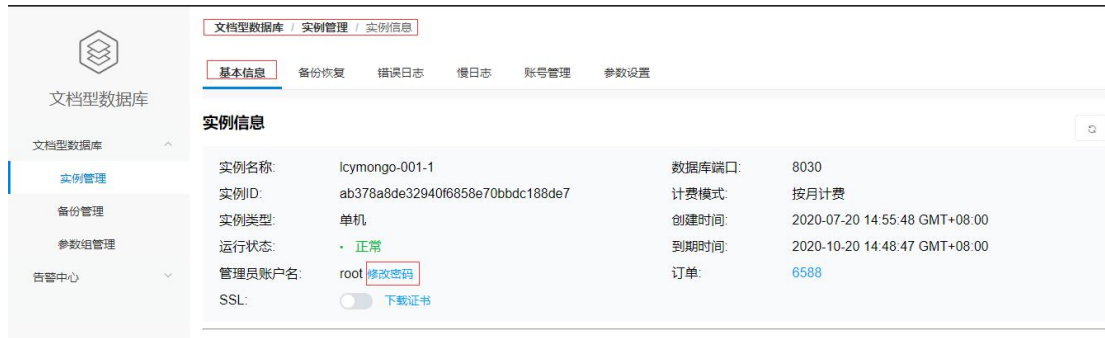 文档型数据库 / 实例管理 / 实例信息
文档型数据库
基本信息 备份恢复 错误日志 慢日志 账号管理 参数设置
实例信息
文档型数据库
实例管理
备份管理
参数组管理
告警中心
实例名称: lcymongo-001-1 数据库端口: 8030
实例ID: ab378a8de32940f6858e70bbdc188de7 计费模式: 按月计费
实例类型: 单机 创建时间: 2020-07-20 14:55:48 GMT+08:00
运行状态: · 正常 到期时间: 2020-10-20 14:48:47 GMT+08:00
管理员账户名: root 修改密码 订单: 6588
SSL: 下载证书